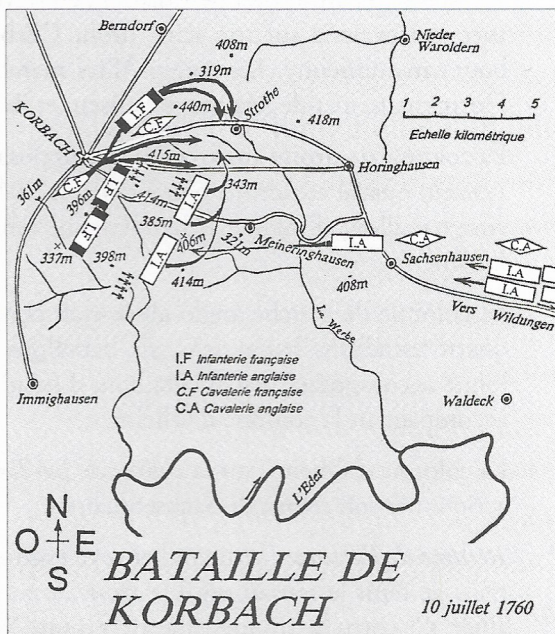 Berndorf
408m
Nieder
Waroldern
319m
I.F
C.F
440m
Strothe
418m
1 2 3 4 5
Echelle kilométrique
KORBACH
415m
Horinghausen
C.F
361m
396m
I.F
414m
343m
I.A
385m
I.F
406m
321m
Meineringhausen
I.A
C-A
C-A
337m
398m
I.A
Sachsenhausen
I.A
I.A
414m
408m
I.A
I.A
Vers Wildungen
La Werbe
I.F Infanterie française
I.A Infanterie anglaise
C.F Cavalerie française
C.A Cavalerie anglaise
Immighausen
Waldeck
L'Eder
N
O E
S
BATAILLE DE
KORBACH
10 juillet 1760